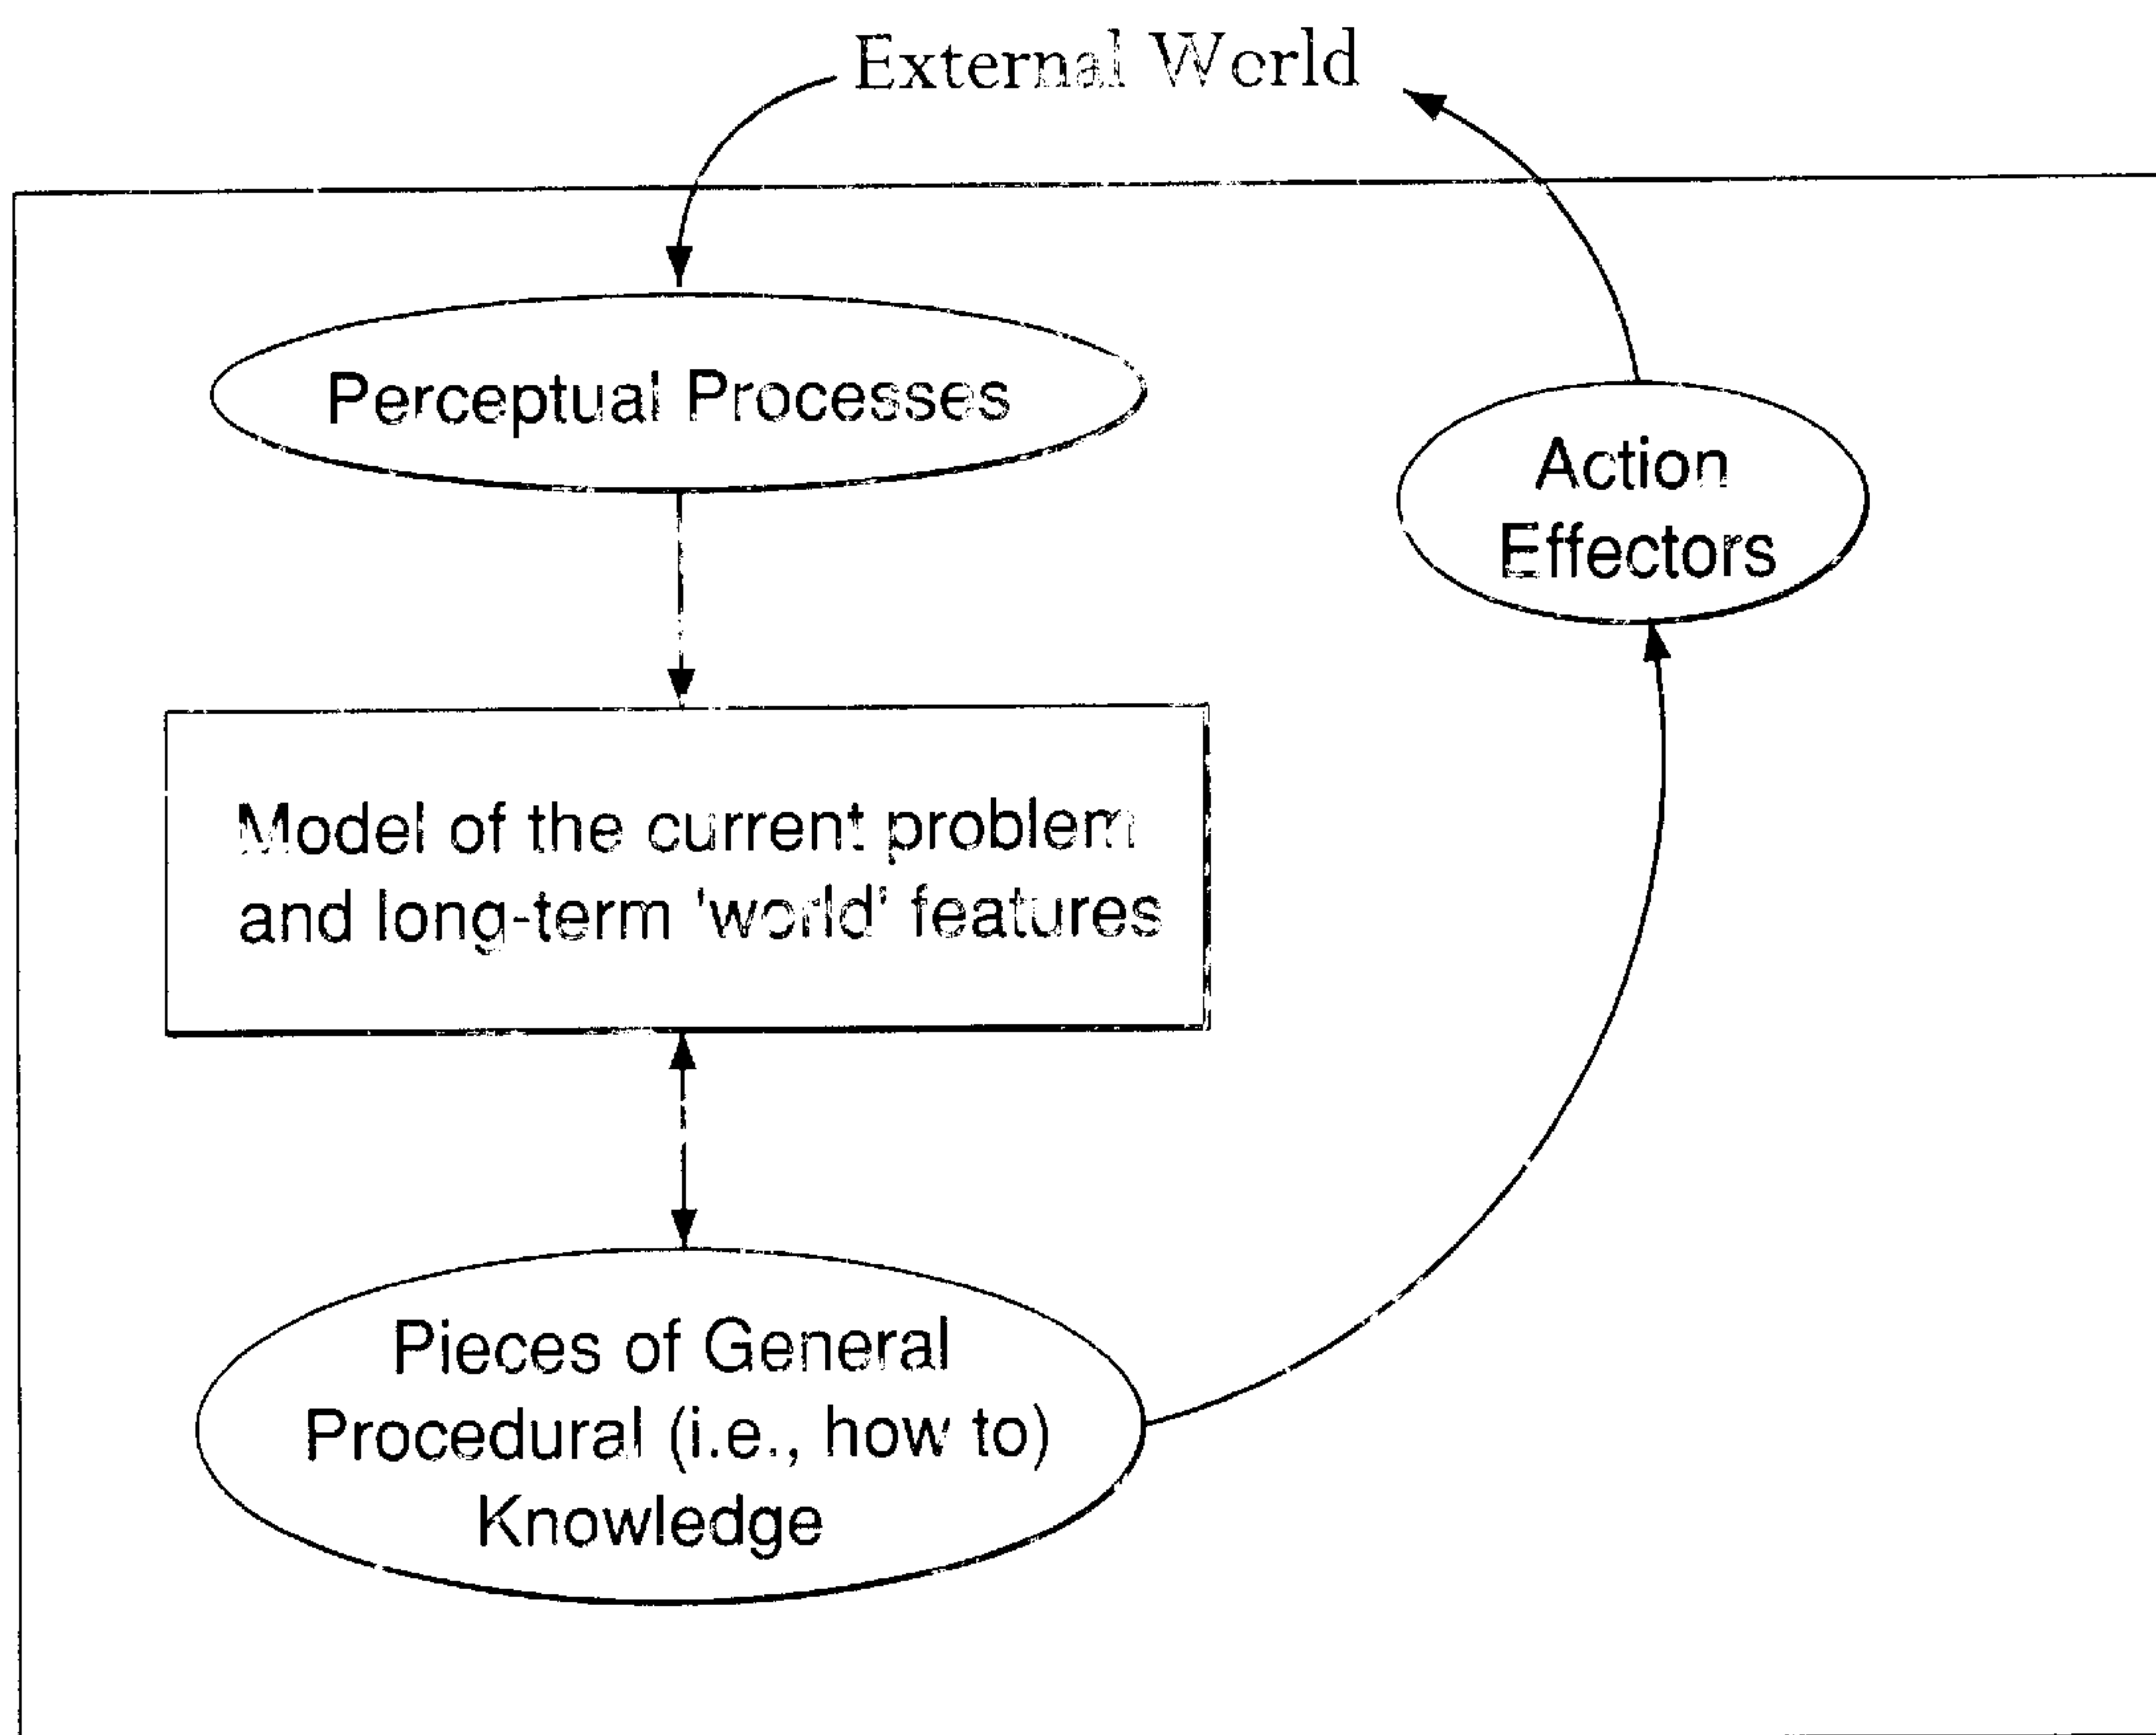 External World
Perceptual Processes
Action
Effectors
Model of the current problem
and long-term 'world' features
Pieces of General
Procedural (i.e., how to)
Knowledge